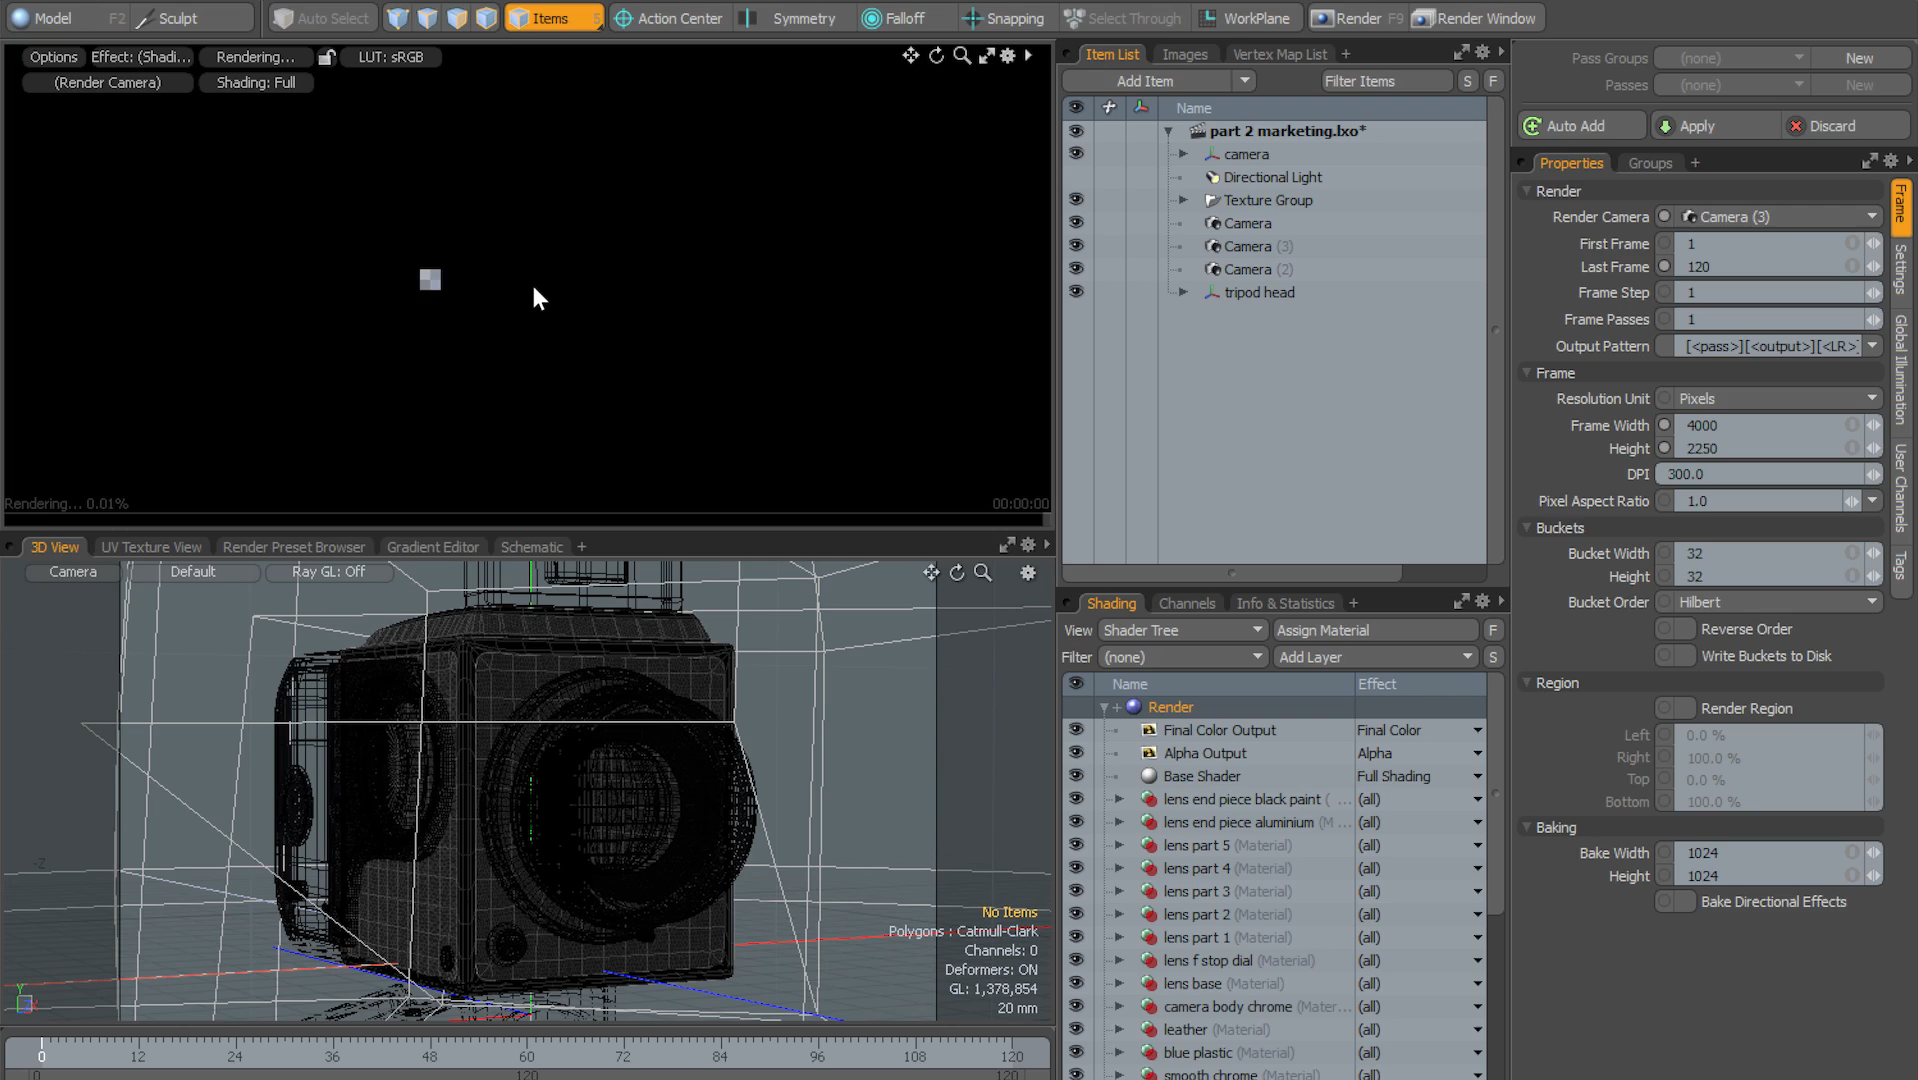 Model F2 Sculpt Auto Select Items 5 Action Center Symmetry Falloff Snapping Select Through WorkPlane Render F9 Render Window
Options Effect: (Shadi... Rendering... LUT: sRGB
(Render Camera) Shading: Full
Rendering... 0.01% 00:00:00
3D View UV Texture View Render Preset Browser Gradient Editor Schematic +
Camera Default Ray GL: Off
-Z
No Items
Polygons : Catmull-Clark
Channels: 0
Deformers: ON
GL: 1,378,854
20 mm
Y
0 12 24 36 48 60 72 84 96 108 120
0 120 120
Item List Images Vertex Map List +
Add Item Filter Items S F
Name
part 2 marketing.lxo*
camera
Directional Light
Texture Group
Camera
Camera (3)
Camera (2)
tripod head
Shading Channels Info & Statistics +
View Shader Tree Assign Material F
Filter (none) Add Layer S
Name Effect
Render
Final Color Output Final Color
Alpha Output Alpha
Base Shader Full Shading
lens end piece black paint ( ... (all)
lens end piece aluminium (M ... (all)
lens part 5 (Material) (all)
lens part 4 (Material) (all)
lens part 3 (Material) (all)
lens part 2 (Material) (all)
lens part 1 (Material) (all)
lens f stop dial (Material) (all)
lens base (Material) (all)
camera body chrome (Mater... (all)
leather (Material) (all)
blue plastic (Material) (all)
smooth chrome (Material) (all)
Pass Groups (none) New
Passes (none) New
Auto Add Apply Discard
Properties Groups +
Render
Render Camera Camera (3)
First Frame 1
Last Frame 120
Frame Step 1
Frame Passes 1
Output Pattern [<pass>][<output>][<LR>]
Frame
Resolution Unit Pixels
Frame Width 4000
Height 2250
DPI 300.0
Pixel Aspect Ratio 1.0
Buckets
Bucket Width 32
Height 32
Bucket Order Hilbert
Reverse Order
Write Buckets to Disk
Region
Render Region
Left 0.0 %
Right 100.0 %
Top 0.0 %
Bottom 100.0 %
Baking
Bake Width 1024
Height 1024
Bake Directional Effects
Frame
Settings
Global Illumination
User Channels
Tags